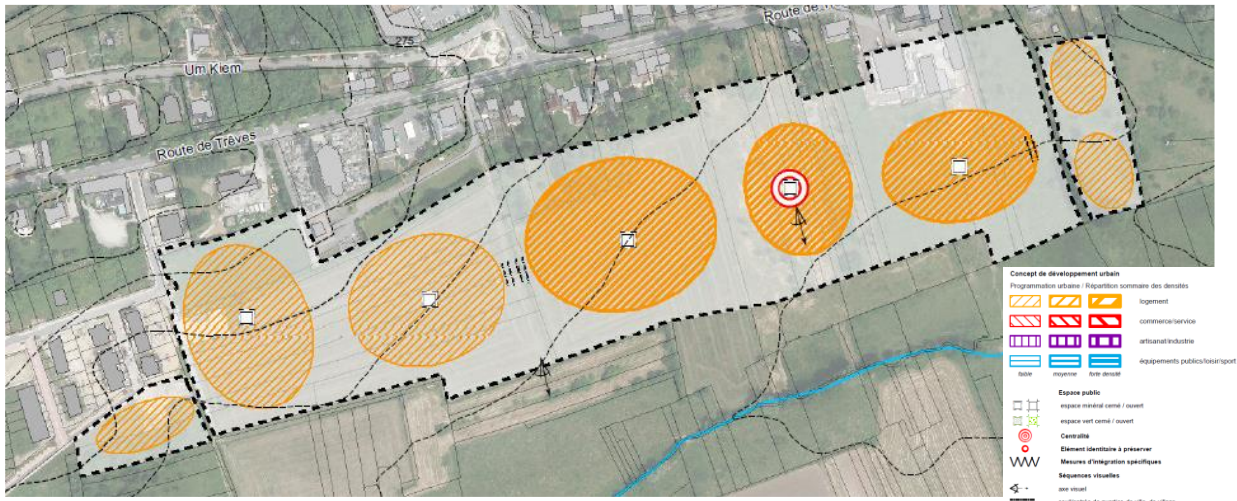 Route de T
275
Um Kiem
Route de Trêves
Concept de développement urbain
Programmation urbaine / Répartition sommaire des densités
logement
commerce/service
artisanat/industrie
équipements publics/loisir/sport
faible moyenne forte densité
Espace public
espace minéral cerné / ouvert
espace vert cerné / ouvert
Centralité
Elément identitaire à préserver
Mesures d'intégration spécifiques
Séquences visuelles
axe visuel